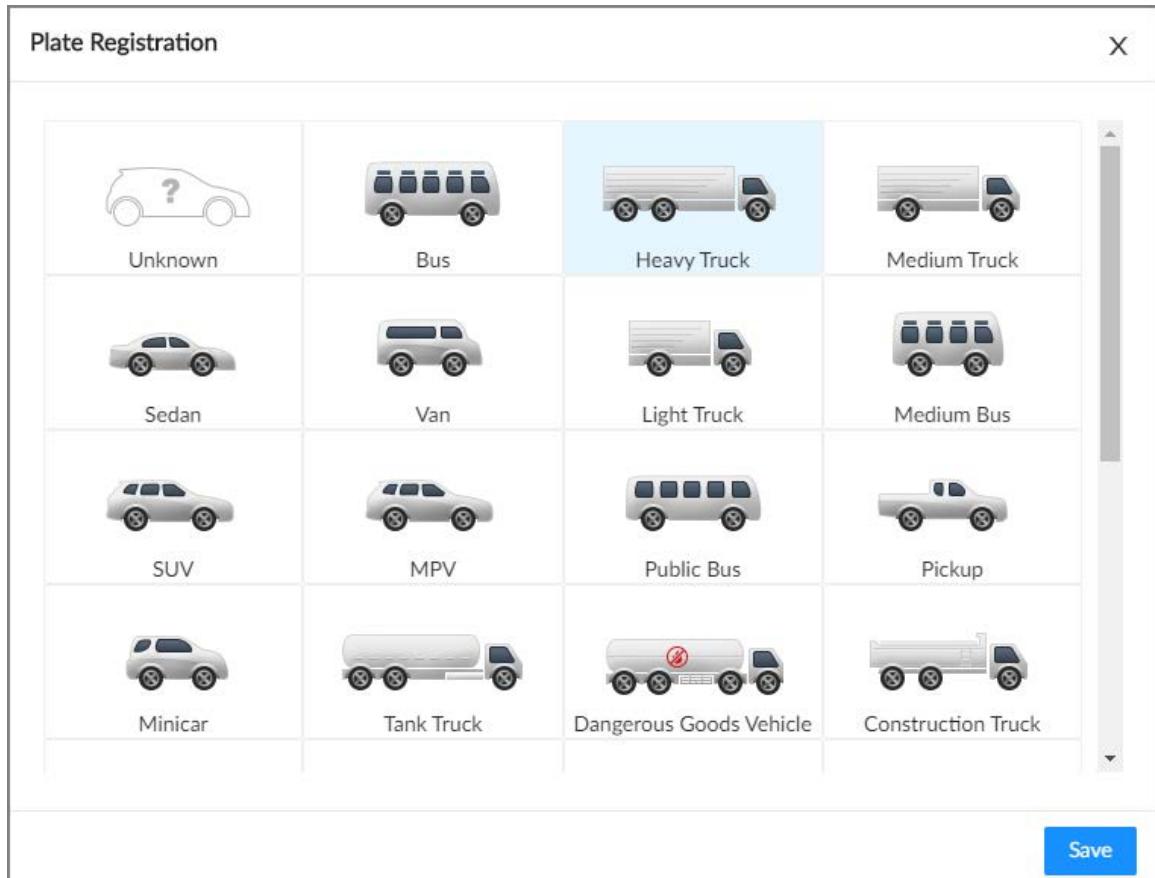 Plate Registration X
?
Unknown Bus Heavy Truck Medium Truck
Sedan Van Light Truck Medium Bus
SUV MPV Public Bus Pickup
Minicar Tank Truck Dangerous Goods Vehicle Construction Truck
Save